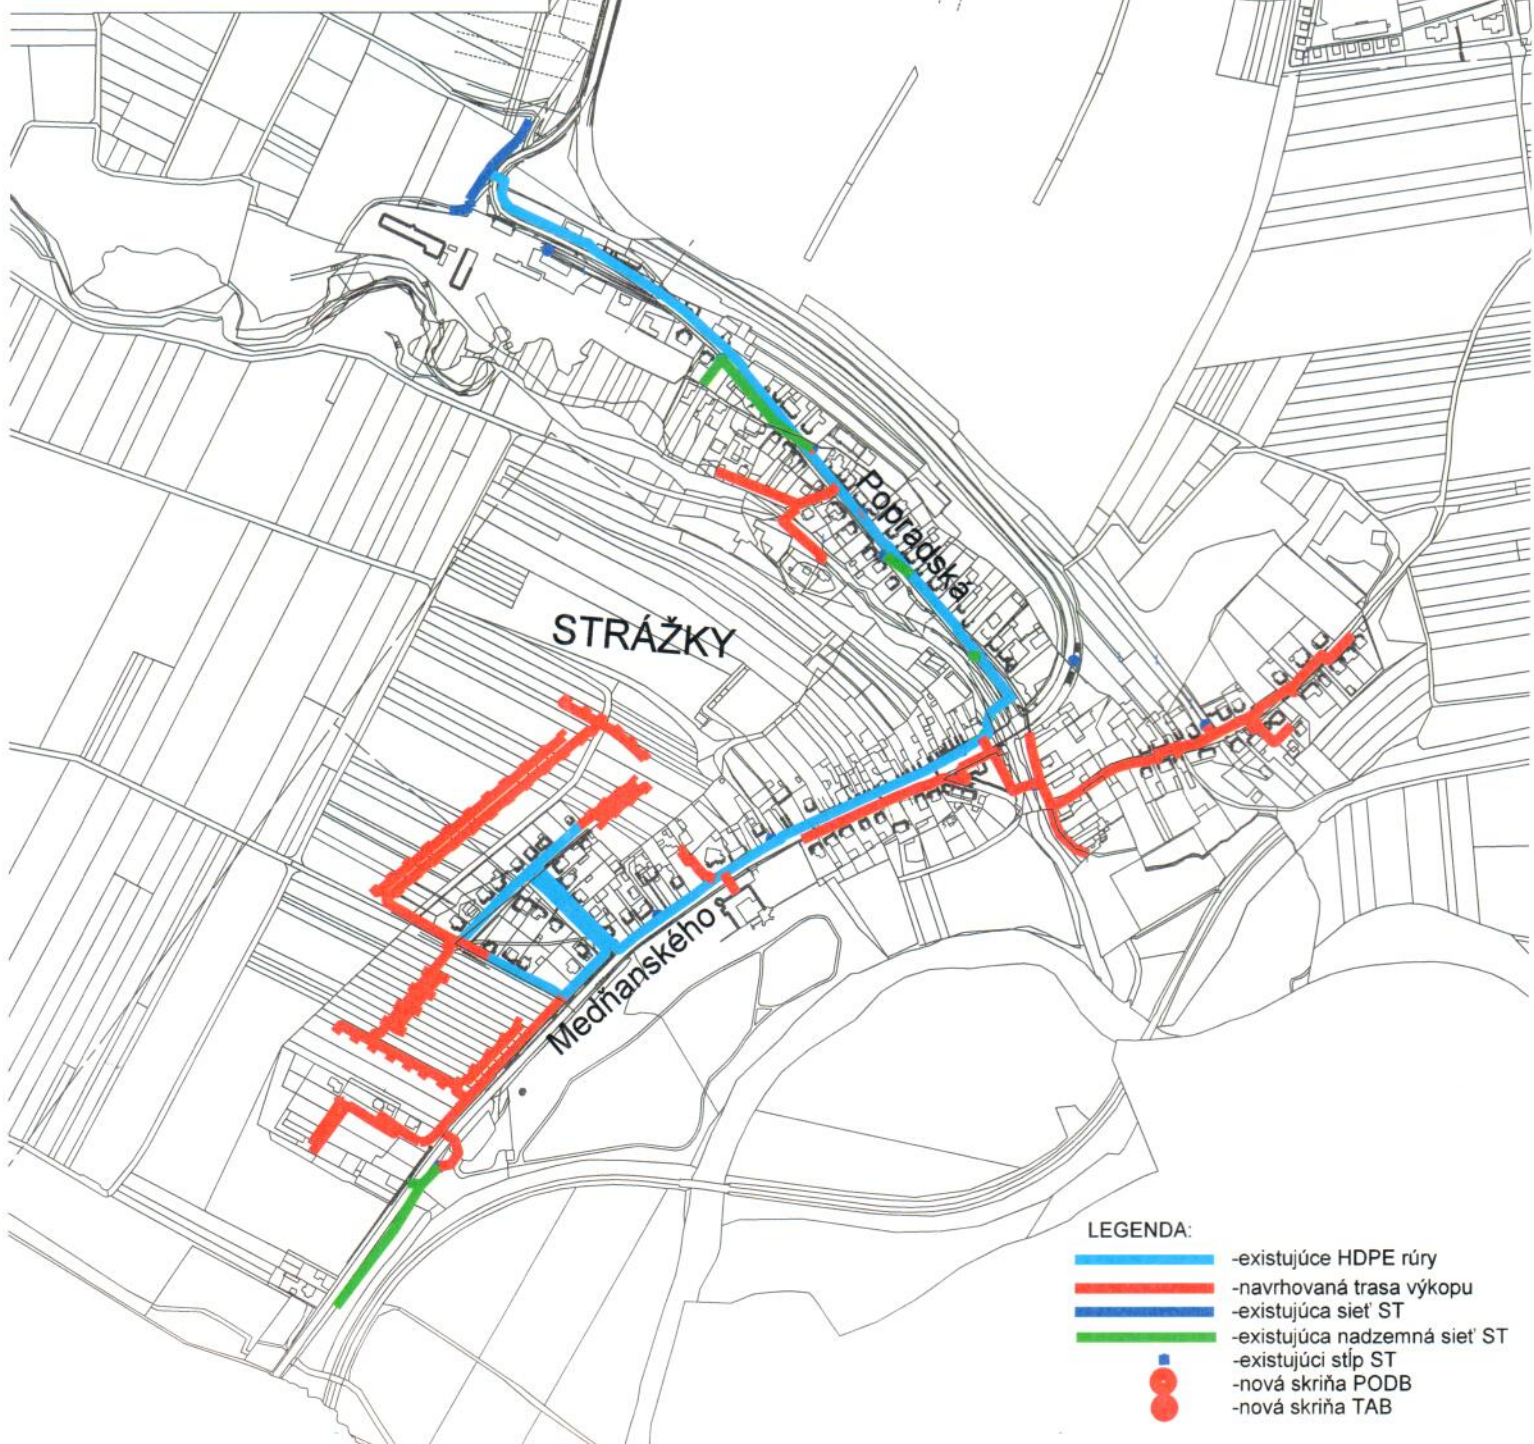 Popradská
STRÁŽKY
Medňanského
LEGENDA:
-existujúce HDPE rúry
-navrhovaná trasa výkopu
-existujúca sieť ST
-existujúca nadzemná sieť ST
-existujúci stĺp ST
-nová skriňa PODB
-nová skriňa TAB